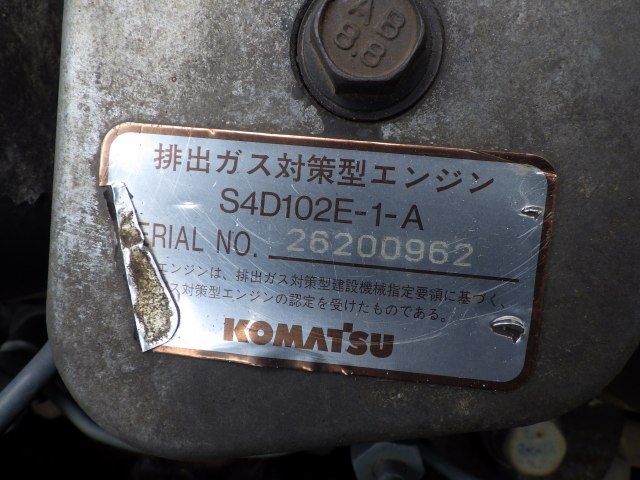 ABB
8.8
排出ガス対策型エンジン
S4D102E-1-A
ERIAL NO. 26200962
エンジンは、排出ガス対策型建設機械指定要領に基づく、
ス対策型エンジンの認定を受けたものである。
KOMATSU